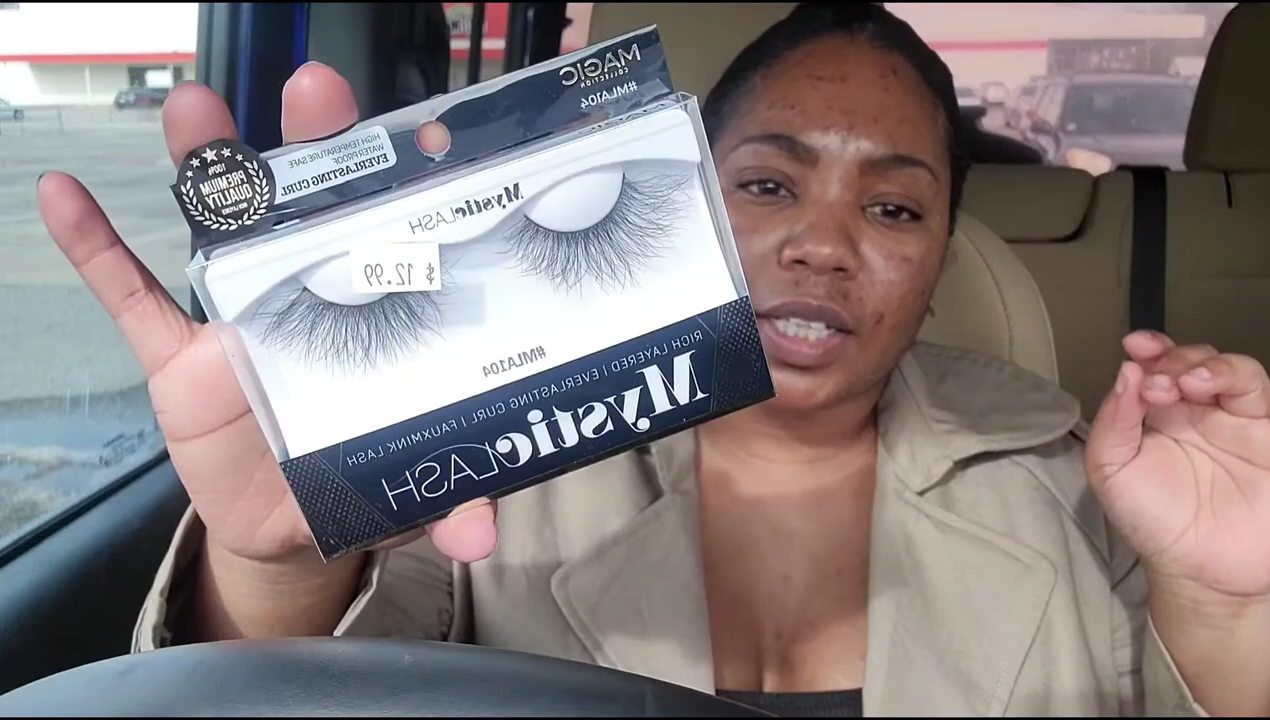 MAGIC
COLLECTION
#MLA104
HIGH TEMPERATURE SAFE
WATER PROOF
EVERLASTING CURL
100%
PREMIUM
QUALITY
MysticLASH
$ 12.99
#MLA104
RICH LAYERED | EVERLASTING CURL | FAUXMINK LASH
MysticLASH